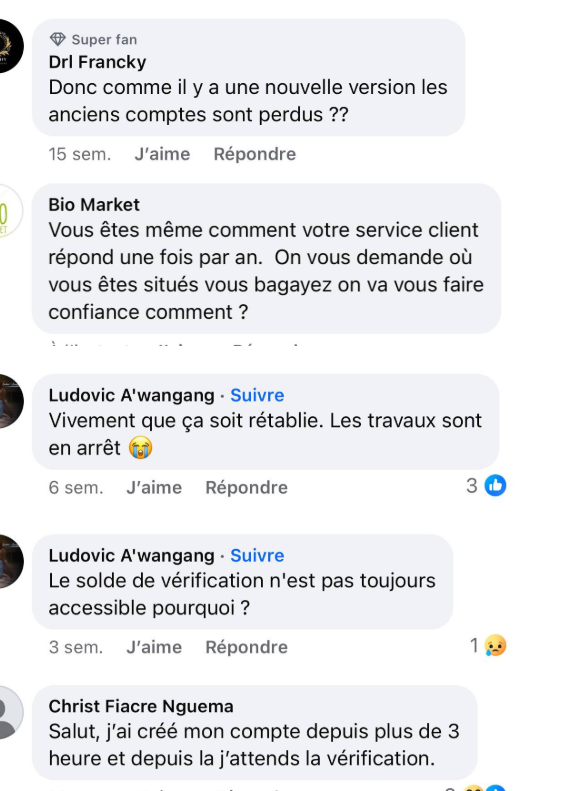 Super fan
Drl Francky
Donc comme il y a une nouvelle version les
anciens comptes sont perdus ??
15 sem. J’aime Répondre
Bio Market
Vous êtes même comment votre service client
répond une fois par an. On vous demande où
vous êtes situés vous bagayez on va vous faire
confiance comment ?
Ludovic A'wangang · Suivre
Vivement que ça soit rétablie. Les travaux sont
en arrêt 😭
6 sem. J’aime Répondre 3
Ludovic A'wangang · Suivre
Le solde de vérification n'est pas toujours
accessible pourquoi ?
3 sem. J’aime Répondre 1
Christ Fiacre Nguema
Salut, j’ai créé mon compte depuis plus de 3
heure et depuis la j’attends la vérification.